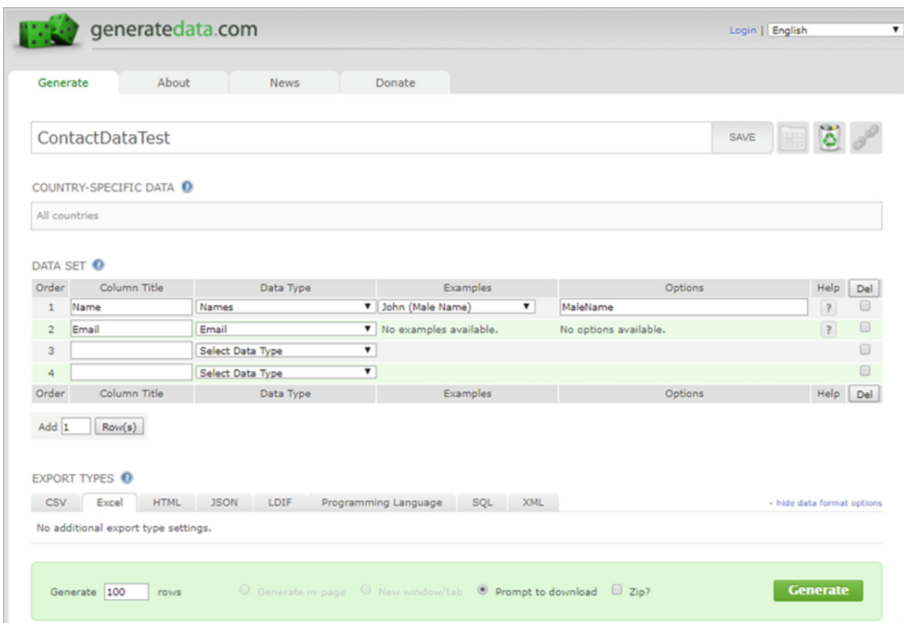 generatedata.com
Login | English
Generate About News Donate
ContactDataTest SAVE
COUNTRY-SPECIFIC DATA ?
All countries
DATA SET ?
Order Column Title Data Type Examples Options Help Del
1 Name Names John (Male Name) MaleName ?
2 Email Email No examples available. No options available. ?
3 Select Data Type
4 Select Data Type
Order Column Title Data Type Examples Options Help Del
Add 1 Row(s)
EXPORT TYPES ?
CSV Excel HTML JSON LDIF Programming Language SQL XML - hide data format options
No additional export type settings.
Generate 100 rows Generate in-page New window/tab Prompt to download Zip? Generate